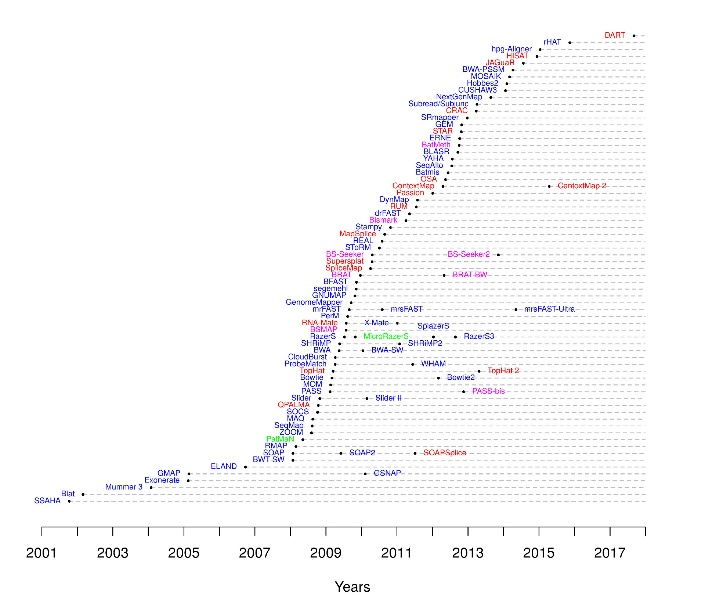 DART
rHAT
hpg-Aligner
HISAT
JAGuaR
BWA-PSSM
MOSAIK
Hobbes2
CUSHAW3
NextGenMap
Subread/Subjunc
CRAC
SRmapper
GEM
STAR
ERNE
BatMeth
BLASR
YAHA
SeqAlto
Batmis
OSA
ContextMap ContextMap 2
Passion
DynMap
RUM
drFAST
Bismark
Stampy
MapSplice
REAL
SToRM
BS-Seeker BS-Seeker2
Supersplat
SpliceMap
BRAT BRAT-BW
BFAST
segemehl
GNUMAP
GenomeMapper
mrFAST mrsFAST mrsFAST-Ultra
PerM
RNA-Mate X-Mate
SplazerS
BSMAP
RazerS MicroRazerS RazerS3
SHRiMP SHRiMP2
BWA BWA-SW
CloudBurst
ProbeMatch WHAM
TopHat TopHat 2
Bowtie Bowtie2
MOM
PASS PASS-bis
Slider Slider II
QPALMA
SOCS
MAQ
SeqMap
ZOOM
PatMaN
RMAP
SOAP SOAP2 SOAPSplice
BWT SW
ELAND
GMAP GSNAP
Exonerate
Mummer 3
Blat
SSAHA
2001 2003 2005 2007 2009 2011 2013 2015 2017
Years